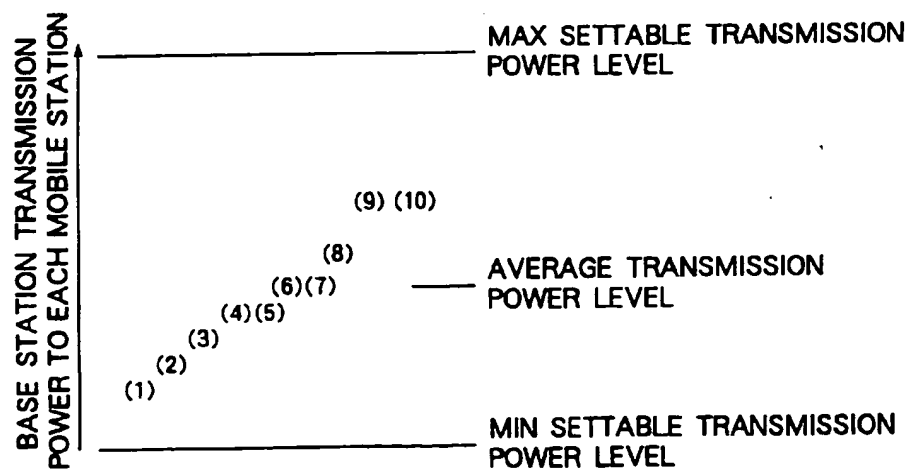 BASE STATION TRANSMISSION
POWER TO EACH MOBILE STATION
MAX SETTABLE TRANSMISSION
POWER LEVEL
(9) (10)
(8)
(6)(7)
AVERAGE TRANSMISSION
POWER LEVEL
(4)(5)
(3)
(2)
(1)
MIN SETTABLE TRANSMISSION
POWER LEVEL